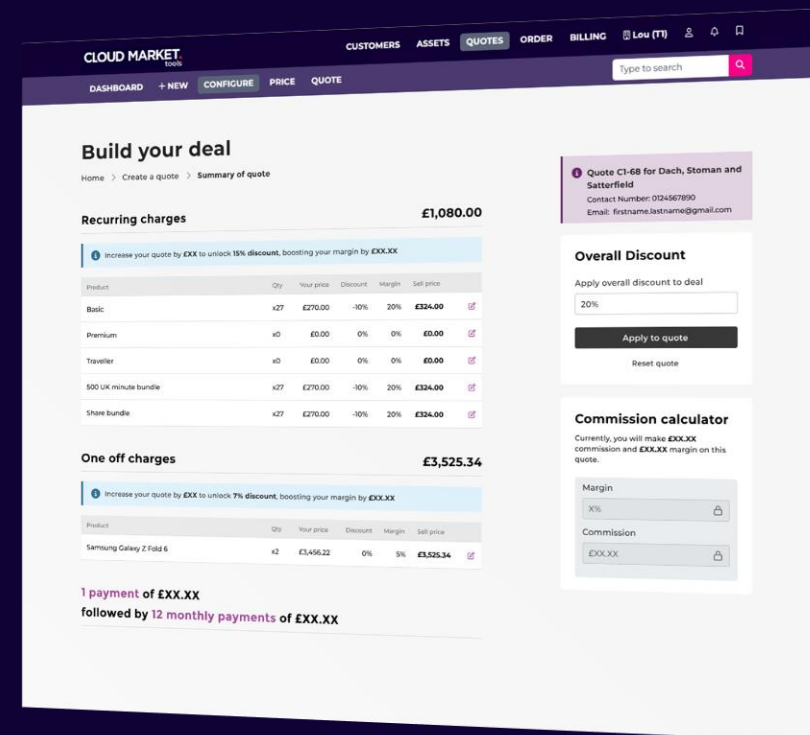 CLOUD MARKET
tools
CUSTOMERS ASSETS QUOTES ORDER BILLING Lou (T1)
DASHBOARD + NEW CONFIGURE PRICE QUOTE
Type to search
Build your deal
Home > Create a quote > Summary of quote
Recurring charges £1,080.00
Increase your quote by £XX to unlock 15% discount, boosting your margin by £XX.XX
Product Qty Your price Discount Margin Sell price
Basic x27 £270.00 -10% 20% £324.00
Premium x0 £0.00 0% 0% £0.00
Traveller x0 £0.00 0% 0% £0.00
500 UK minute bundle x27 £270.00 -10% 20% £324.00
Share bundle x27 £270.00 -10% 20% £324.00
One off charges £3,525.34
Increase your quote by £XX to unlock 7% discount, boosting your margin by £XX.XX
Product Qty Your price Discount Margin Sell price
Samsung Galaxy Z Fold 6 x2 £3,456.22 0% 5% £3,525.34
1 payment of £XX.XX
followed by 12 monthly payments of £XX.XX
Quote C1-68 for Dach, Stoman and
Satterfield
Contact Number: 0124567890
Email: firstname.lastname@gmail.com
Overall Discount
Apply overall discount to deal
20%
Apply to quote
Reset quote
Commission calculator
Currently, you will make £XX.XX
commission and £XX.XX margin on this
quote.
Margin
X%
Commission
£XX.XX